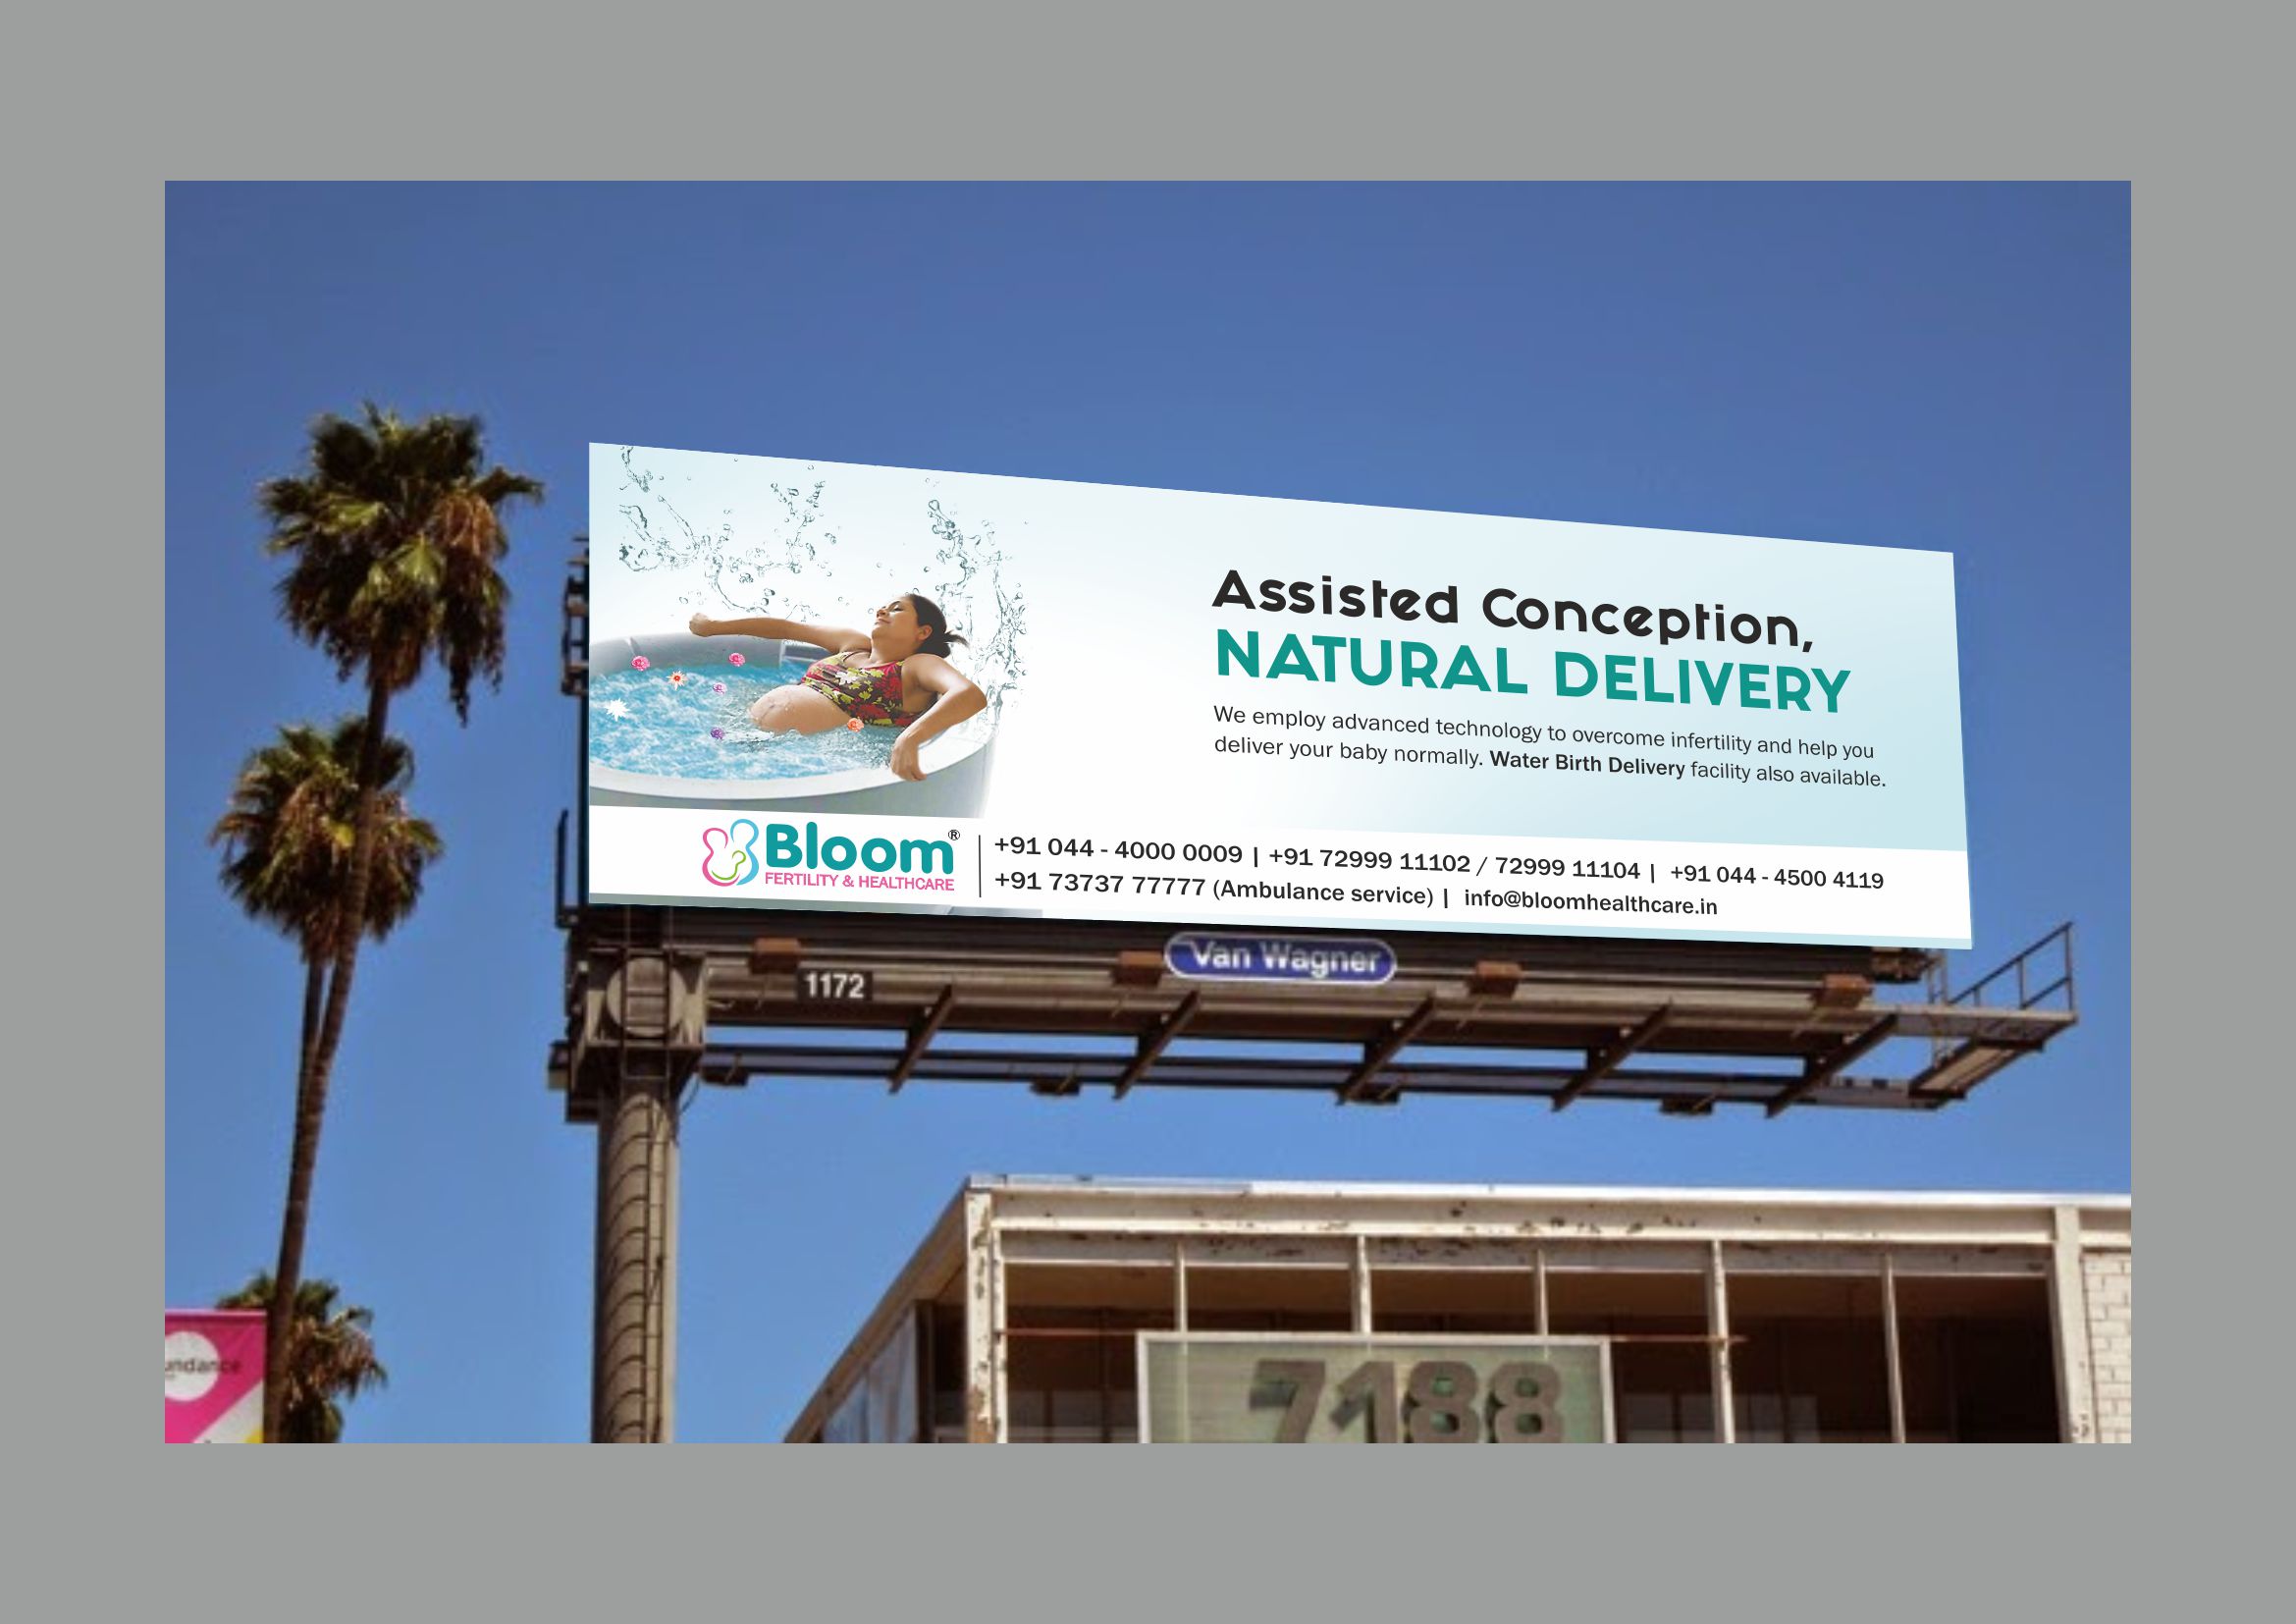 Assisted Conception,
NATURAL DELIVERY
We employ advanced technology to overcome infertility and help you
deliver your baby normally. Water Birth Delivery facility also available.
Bloom®
FERTILITY & HEALTHCARE
+91 044 - 4000 0009 | +91 72999 11102 / 72999 11104 | +91 044 - 4500 4119
+91 73737 77777 (Ambulance service) | info@bloomhealthcare.in
Van Wagner
1172
7188